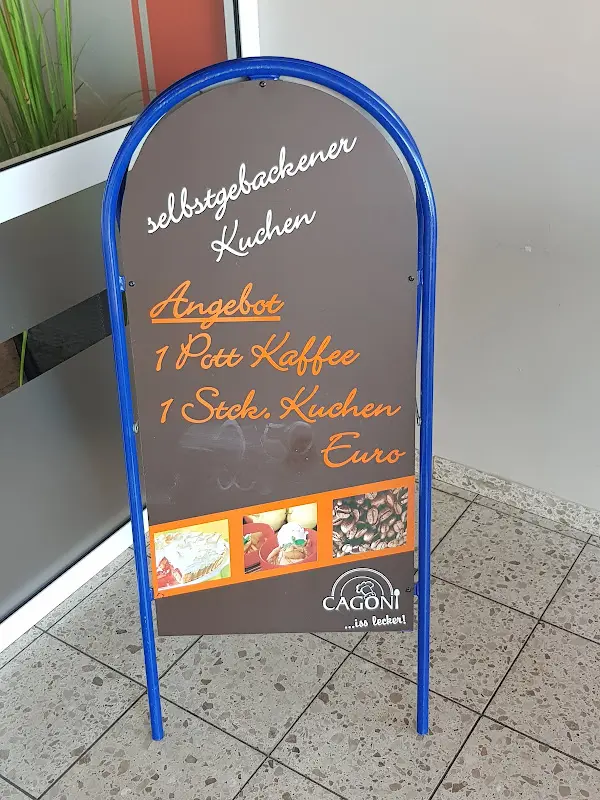 selbstgebackener
Kuchen
Angebot
1 Pott Kaffee
1 Stck. Kuchen
Euro
CAGONi
...iss lecker!